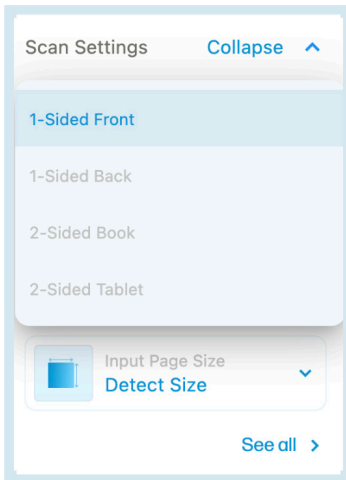 Scan Settings Collapse
1-Sided Front
1-Sided Back
2-Sided Book
2-Sided Tablet
Input Page Size
Detect Size
See all